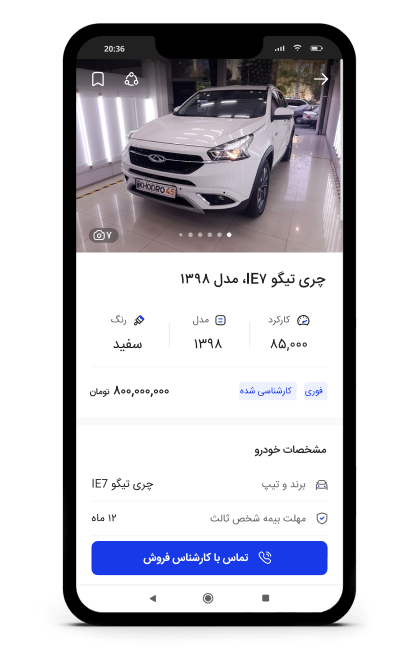 20:36
KHODRO45
۷
چری تیگو IE۷، مدل ۱۳۹۸
کارکرد
مدل
رنگ
۸۵,۰۰۰
۱۳۹۸
سفید
فوری
کارشناسی شده
۸۰۰,۰۰۰,۰۰۰ تومان
مشخصات خودرو
برند و تیپ
چری تیگو IE7
مهلت بیمه شخص ثالث
۱۲ ماه
تماس با کارشناس فروش